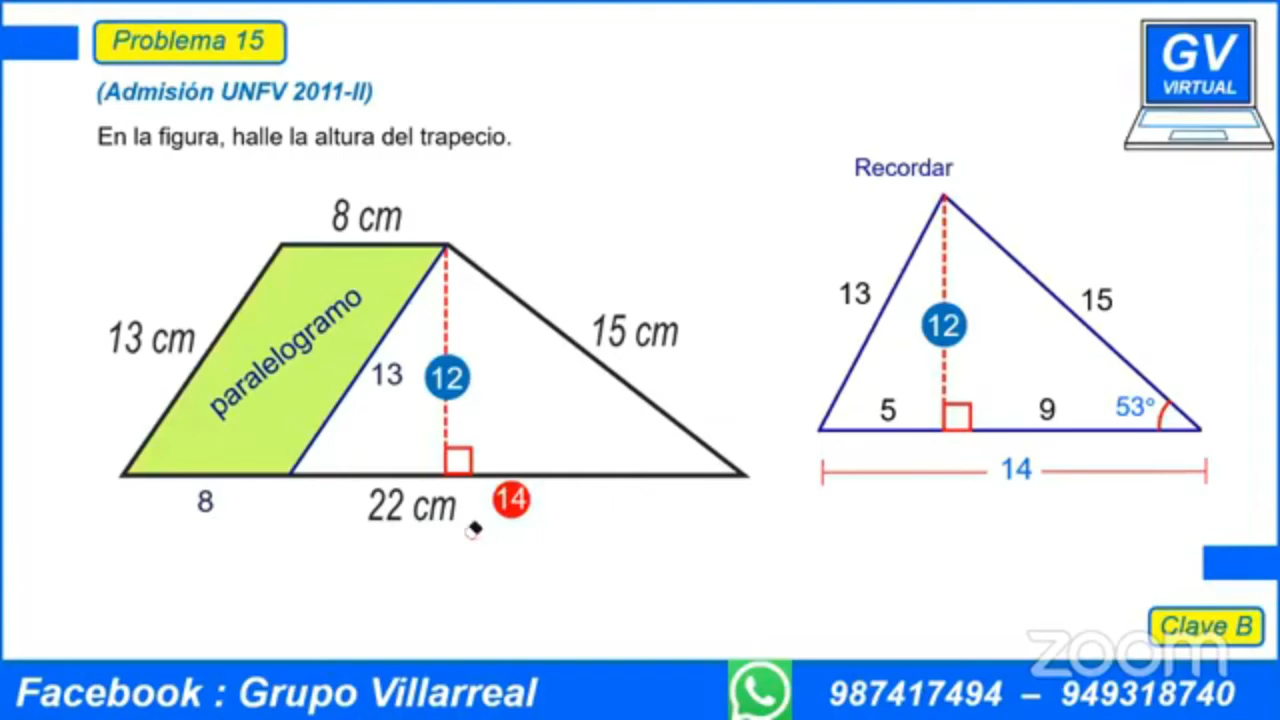 Problema 15
GV
VIRTUAL
(Admisión UNFV 2011-II)
En la figura, halle la altura del trapecio.
Recordar
8 cm
13 cm
paralelogramo
13
12
15 cm
8
22 cm
14
13
12
15
5
9
53°
14
Clave B
zoom
Facebook : Grupo Villarreal
987417494 – 949318740